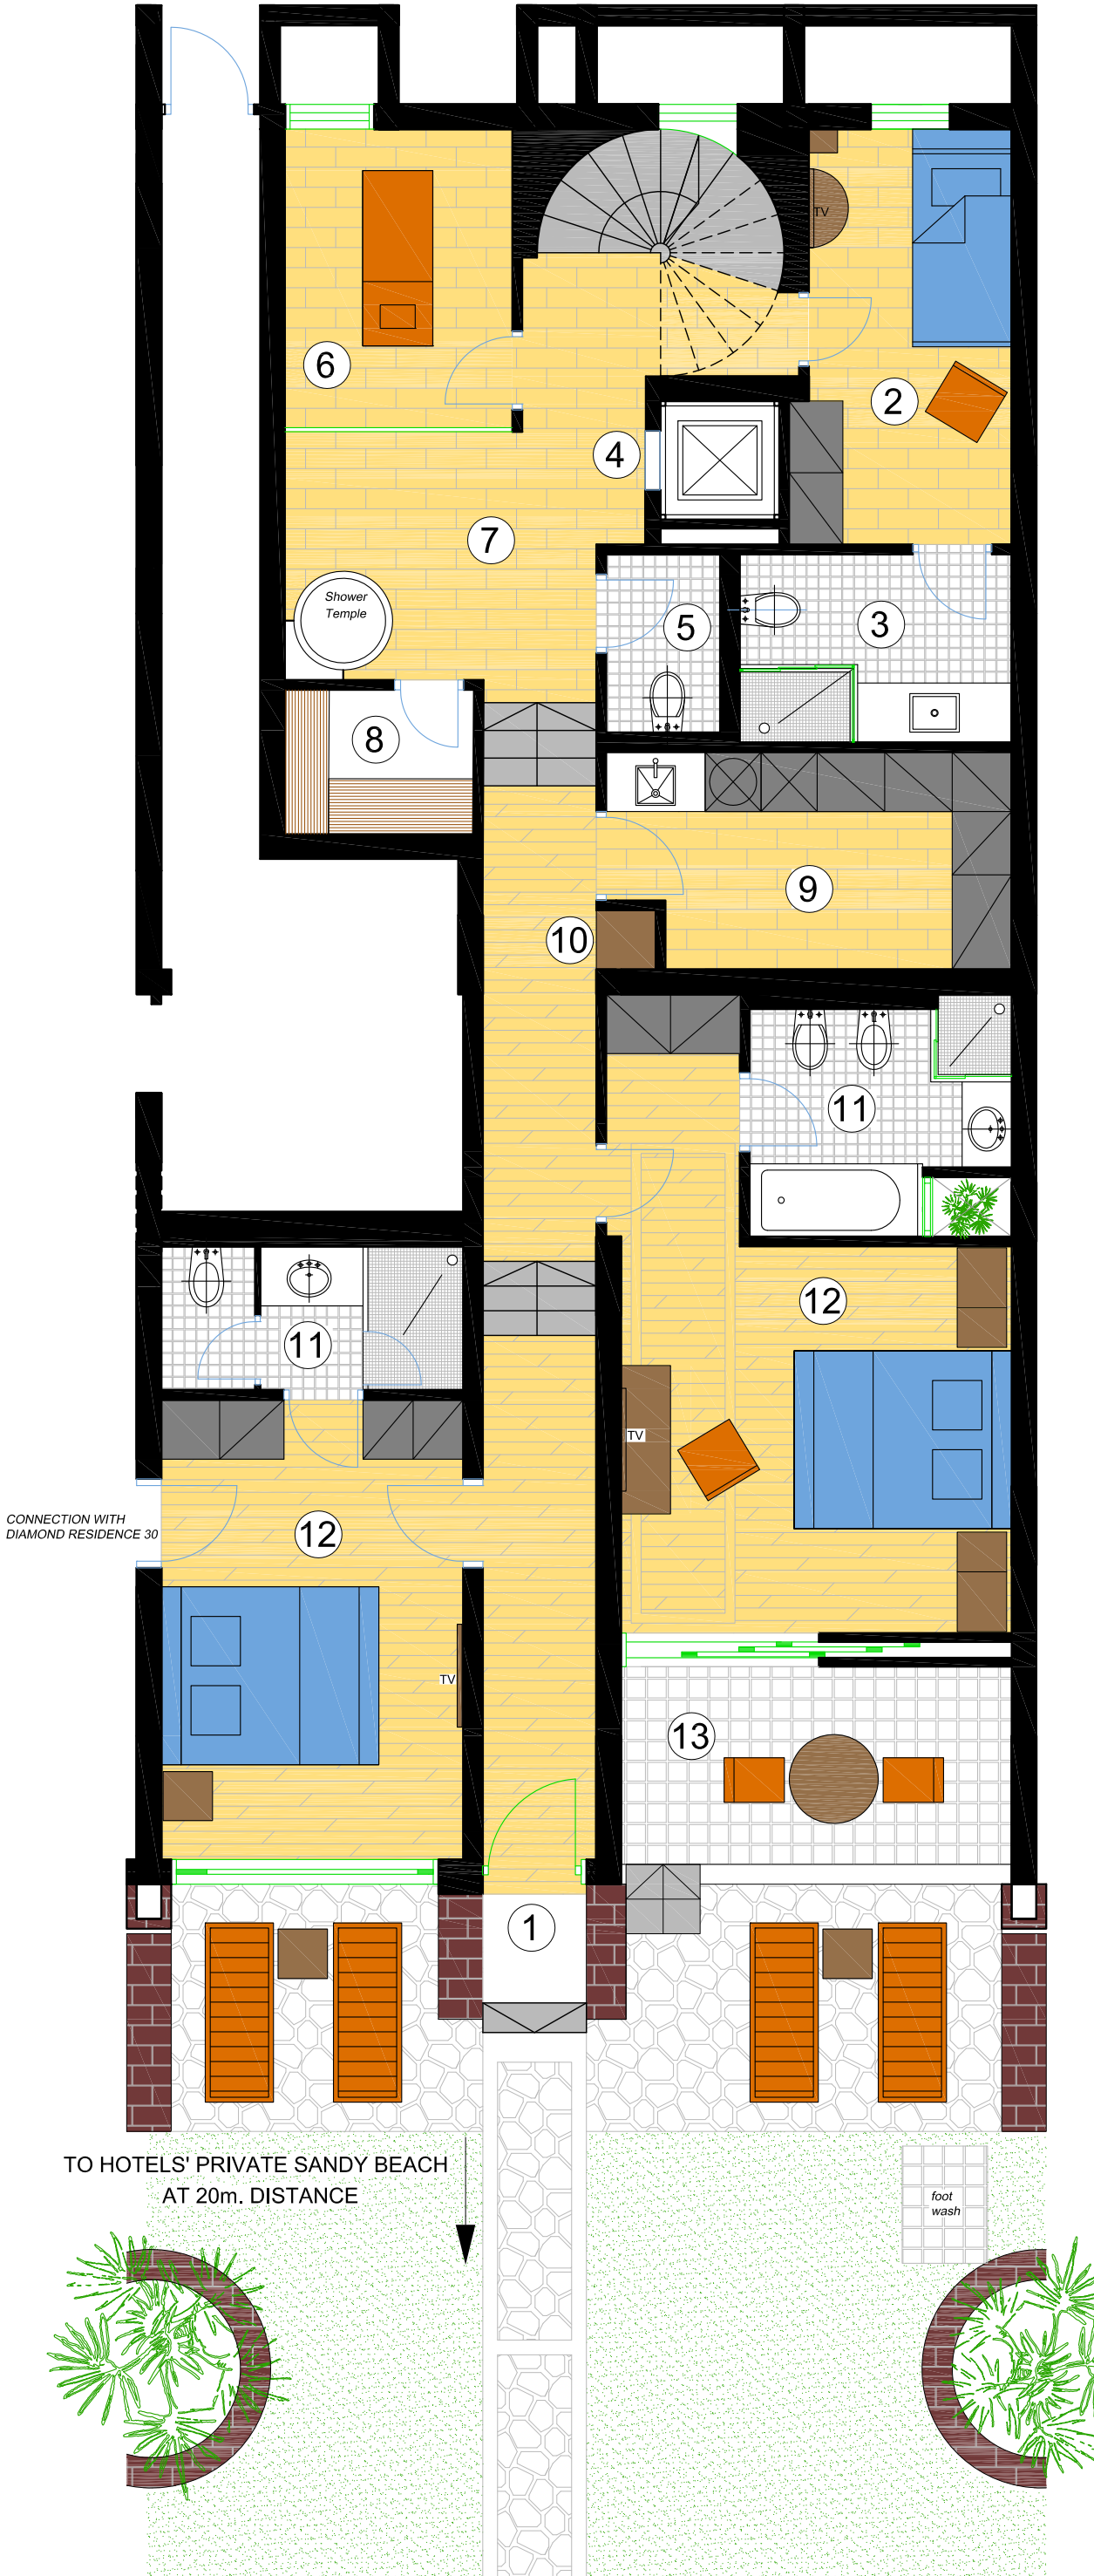 TV
6
2
4
7
Shower
Temple
5
3
8
9
10
11
12
11
TV
CONNECTION WITH
DIAMOND RESIDENCE 30
12
TV
13
1
TO HOTELS' PRIVATE SANDY BEACH
AT 20m. DISTANCE
foot
wash